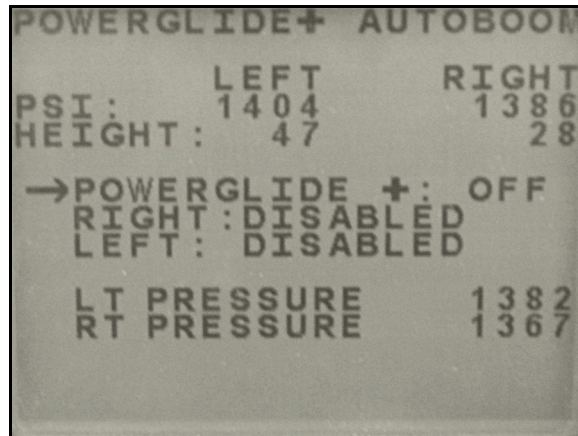 POWERGLIDE+ AUTOBOOM
LEFT RIGHT
PSI: 1404 1386
HEIGHT: 47 28
→POWERGLIDE +: OFF
RIGHT:DISABLED
LEFT: DISABLED
LT PRESSURE 1382
RT PRESSURE 1367